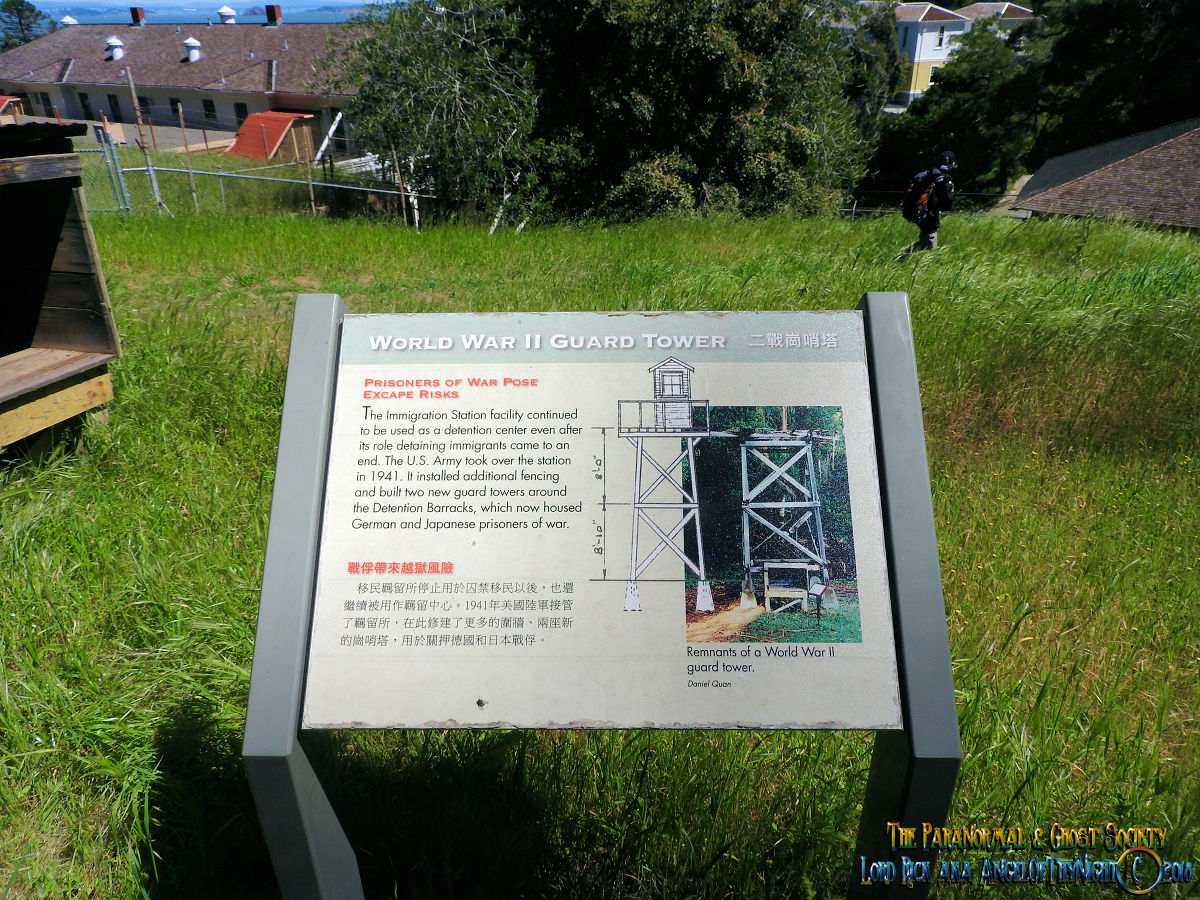 WORLD WAR II GUARD TOWER 二戰崗哨塔
PRISONERS OF WAR POSE
EXCAPE RISKS
The Immigration Station facility continued
to be used as a detention center even after
its role detaining immigrants came to an
end. The U.S. Army took over the station
in 1941. It installed additional fencing
and built two new guard towers around
the Detention Barracks, which now housed
German and Japanese prisoners of war.
戰俘帶來越獄風險
移民羈留所停止用於囚禁移民以後，也還
繼續被用作羈留中心。1941年美國陸軍接管
了羈留所，在此修建了更多的圍牆、兩座新
的崗哨塔，用於關押德國和日本戰俘。
8'-0"
8'-10"
Remnants of a World War II
guard tower.
Daniel Quan
THE PARANORMAL & GHOST SOCIETY
LORD RICK AKA ANGELOFTHYNIGHT © 2018